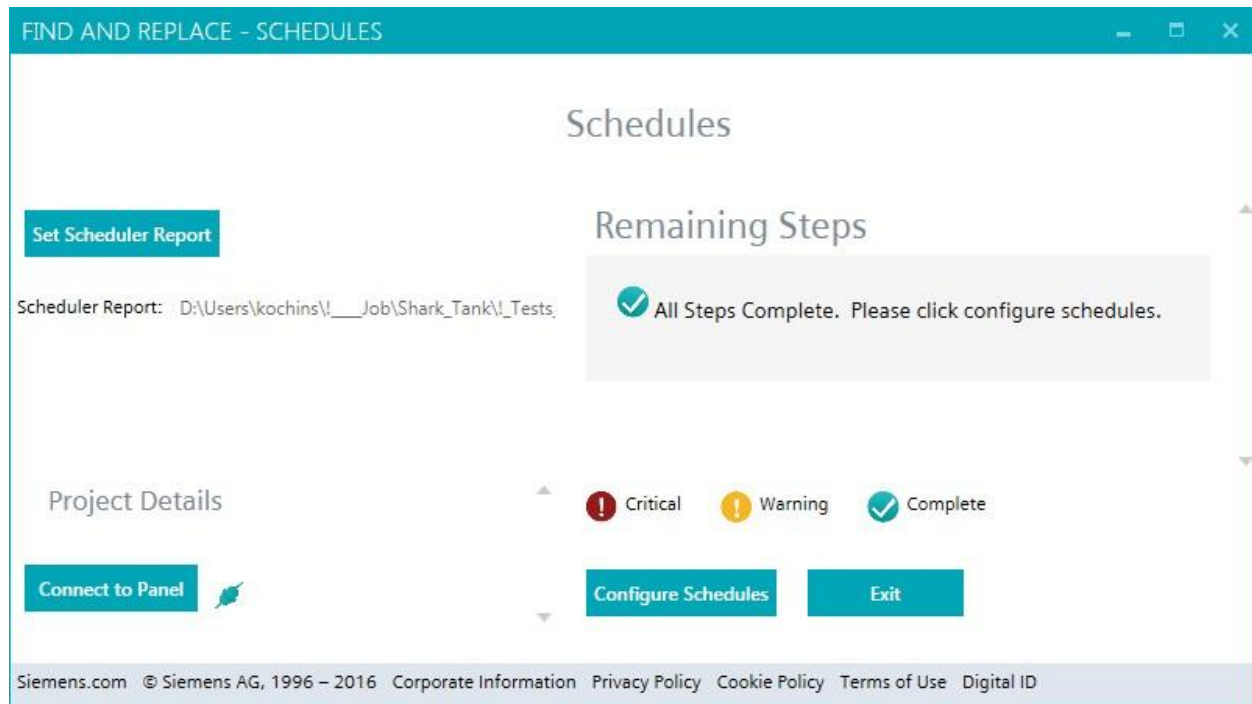 FIND AND REPLACE - SCHEDULES
Schedules
Set Scheduler Report
Scheduler Report: D:\Users\kochins\!___Job\Shark_Tank\!_Tests_
Remaining Steps
All Steps Complete. Please click configure schedules.
Project Details
Critical Warning Complete
Connect to Panel
Configure Schedules Exit
Siemens.com © Siemens AG, 1996 – 2016 Corporate Information Privacy Policy Cookie Policy Terms of Use Digital ID